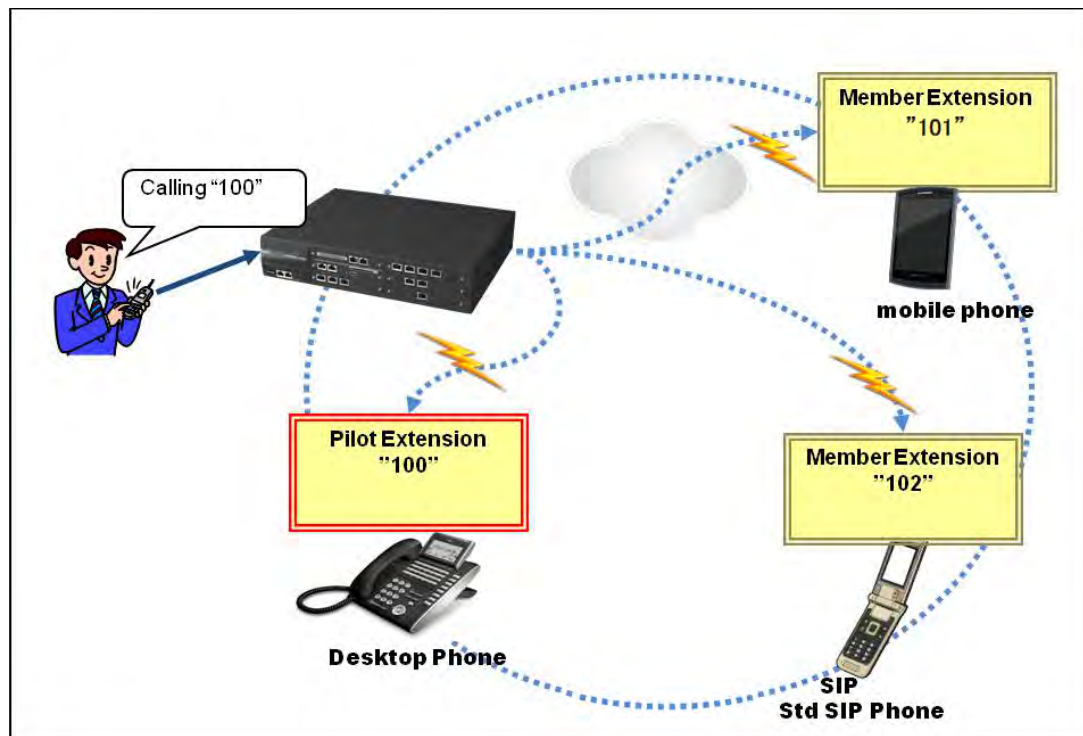 Member Extension
"101"
Calling “100”
mobile phone
Pilot Extension
"100"
Member Extension
"102"
Desktop Phone
SIP
Std SIP Phone